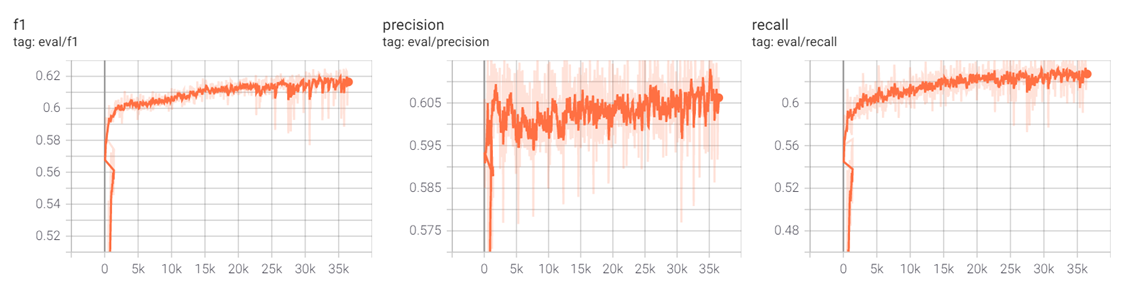 f1
tag: eval/f1
0.62
0.6
0.58
0.56
0.54
0.52
0 5k 10k 15k 20k 25k 30k 35k
precision
tag: eval/precision
0.605
0.595
0.585
0.575
0 5k 10k 15k 20k 25k 30k 35k
recall
tag: eval/recall
0.6
0.56
0.52
0.48
0 5k 10k 15k 20k 25k 30k 35k